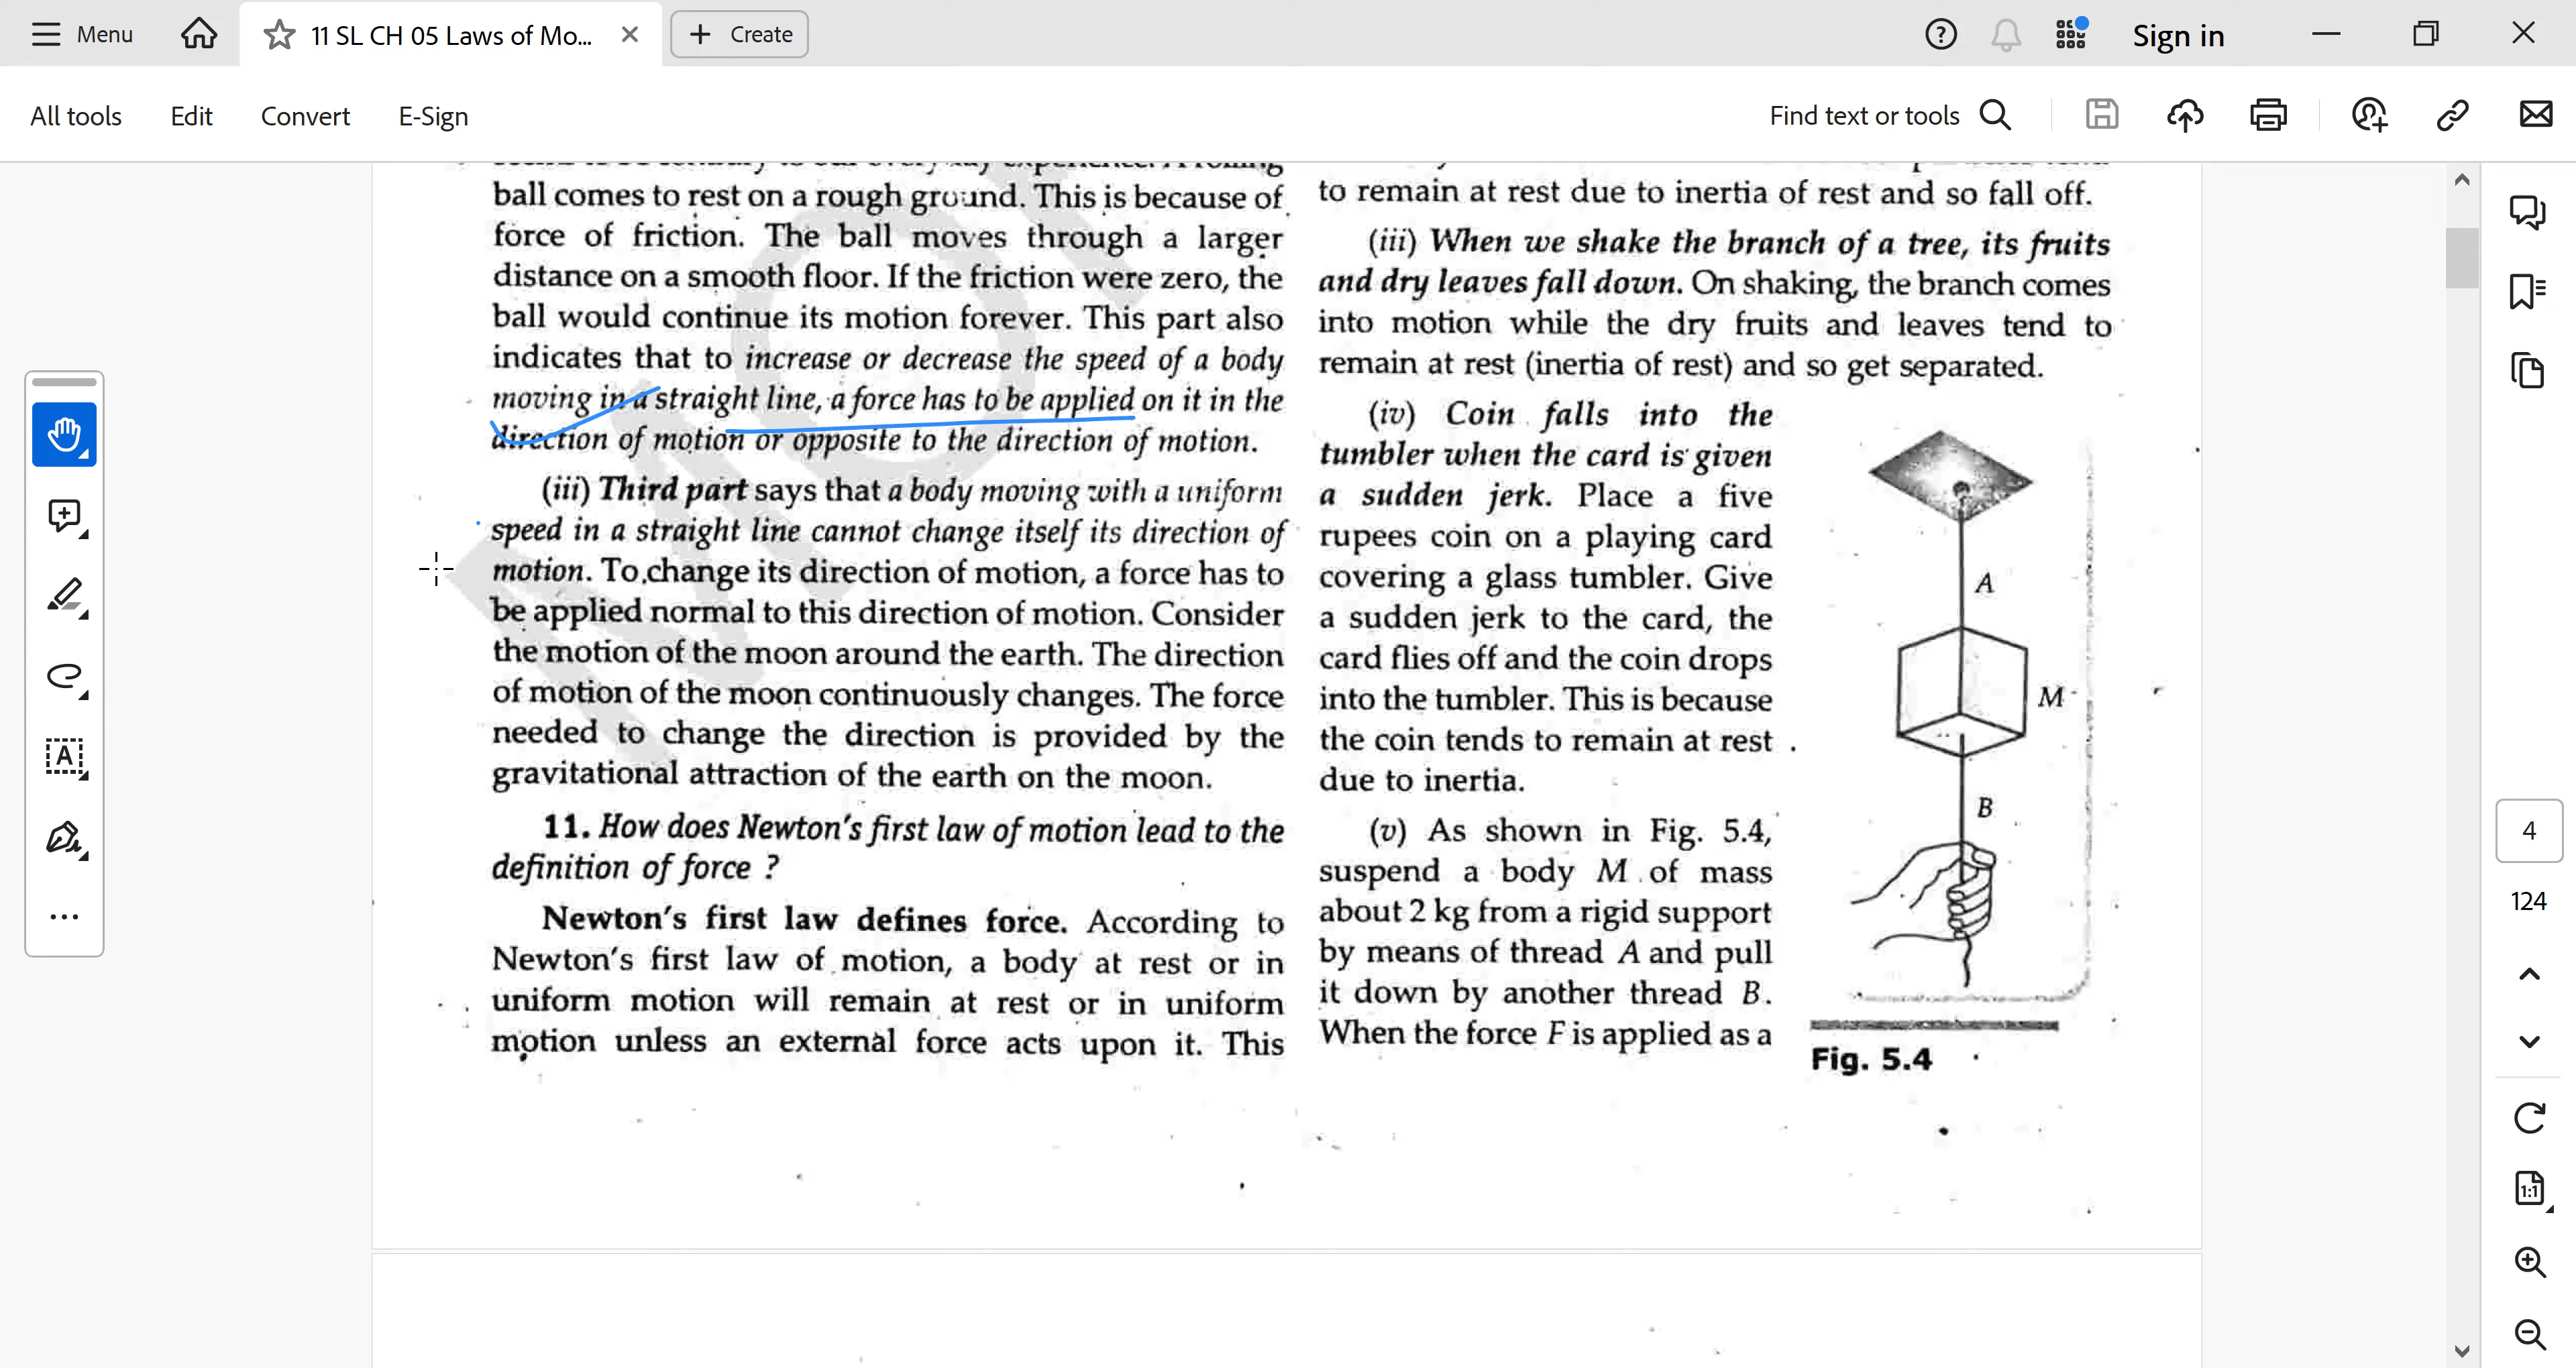 Menu
11 SL CH 05 Laws of Mo...
Create
Sign in
All tools
Edit
Convert
E-Sign
Find text or tools
ball comes to rest on a rough ground. This is because of
force of friction. The ball moves through a larger
distance on a smooth floor. If the friction were zero, the
ball would continue its motion forever. This part also
indicates that to increase or decrease the speed of a body
moving in a straight line, a force has to be applied on it in the
direction of motion or opposite to the direction of motion.
(iii) Third part says that a body moving with a uniform
speed in a straight line cannot change itself its direction of
motion. To change its direction of motion, a force has to
be applied normal to this direction of motion. Consider
the motion of the moon around the earth. The direction
of motion of the moon continuously changes. The force
needed to change the direction is provided by the
gravitational attraction of the earth on the moon.
11. How does Newton's first law of motion lead to the
definition of force ?
Newton's first law defines force. According to
Newton's first law of motion, a body at rest or in
uniform motion will remain at rest or in uniform
motion unless an external force acts upon it. This
to remain at rest due to inertia of rest and so fall off.
(iii) When we shake the branch of a tree, its fruits
and dry leaves fall down. On shaking, the branch comes
into motion while the dry fruits and leaves tend to
remain at rest (inertia of rest) and so get separated.
(iv) Coin falls into the
tumbler when the card is given
a sudden jerk. Place a five
rupees coin on a playing card
covering a glass tumbler. Give
a sudden jerk to the card, the
card flies off and the coin drops
into the tumbler. This is because
the coin tends to remain at rest
due to inertia.
(v) As shown in Fig. 5.4,
suspend a body M of mass
about 2 kg from a rigid support
by means of thread A and pull
it down by another thread B.
When the force F is applied as a
A
M
B
Fig. 5.4
4
124